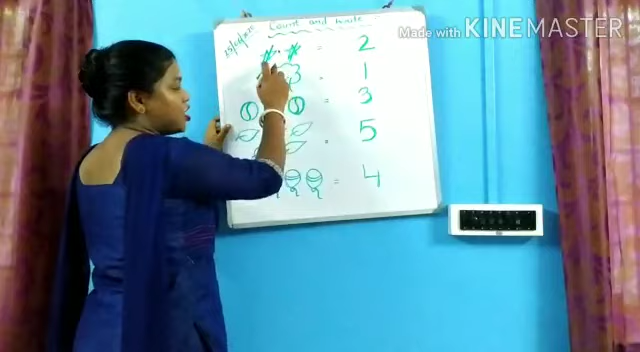 Count and write
Made with KINEMASTER
= 2
= 1
= 3
= 5
= 4